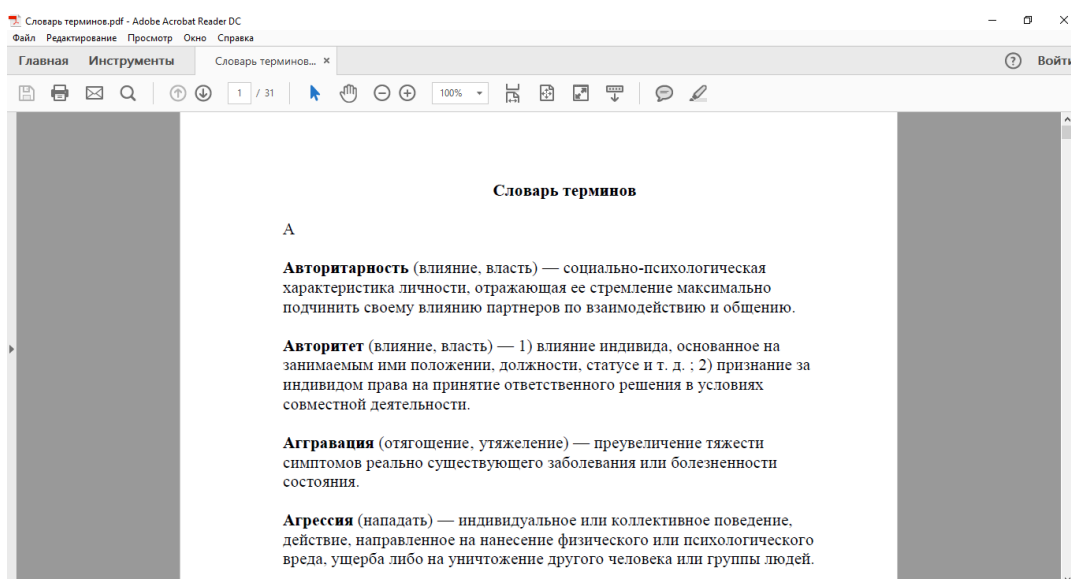 Словарь терминов.pdf - Adobe Acrobat Reader DC
Файл Редактирование Просмотр Окно Справка
Главная Инструменты Словарь терминов... × ? Войти
1 / 31 100%
Словарь терминов
А
Авторитарность (влияние, власть) — социально-психологическая
характеристика личности, отражающая ее стремление максимально
подчинить своему влиянию партнеров по взаимодействию и общению.
Авторитет (влияние, власть) — 1) влияние индивида, основанное на
занимаемым ими положении, должности, статусе и т. д. ; 2) признание за
индивидом права на принятие ответственного решения в условиях
совместной деятельности.
Аггравация (отягощение, утяжеление) — преувеличение тяжести
симптомов реально существующего заболевания или болезненности
состояния.
Агрессия (нападать) — индивидуальное или коллективное поведение,
действие, направленное на нанесение физического или психологического
вреда, ущерба либо на уничтожение другого человека или группы людей.